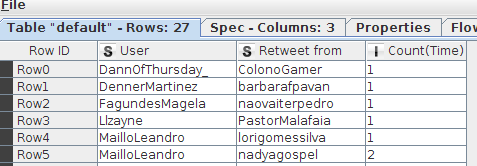 File
Table "default" - Rows: 27 Spec - Columns: 3 Properties Flow
Row ID S User S Retweet from I Count(Time)
Row0 DannOfThursday_ ColonoGamer 1
Row1 DennerMartinez barbarafpavan 1
Row2 FagundesMagela naovaiterpedro 1
Row3 Llzayne PastorMalafaia 1
Row4 MailloLeandro lorigomessilva 1
Row5 MailloLeandro nadyagospel 2